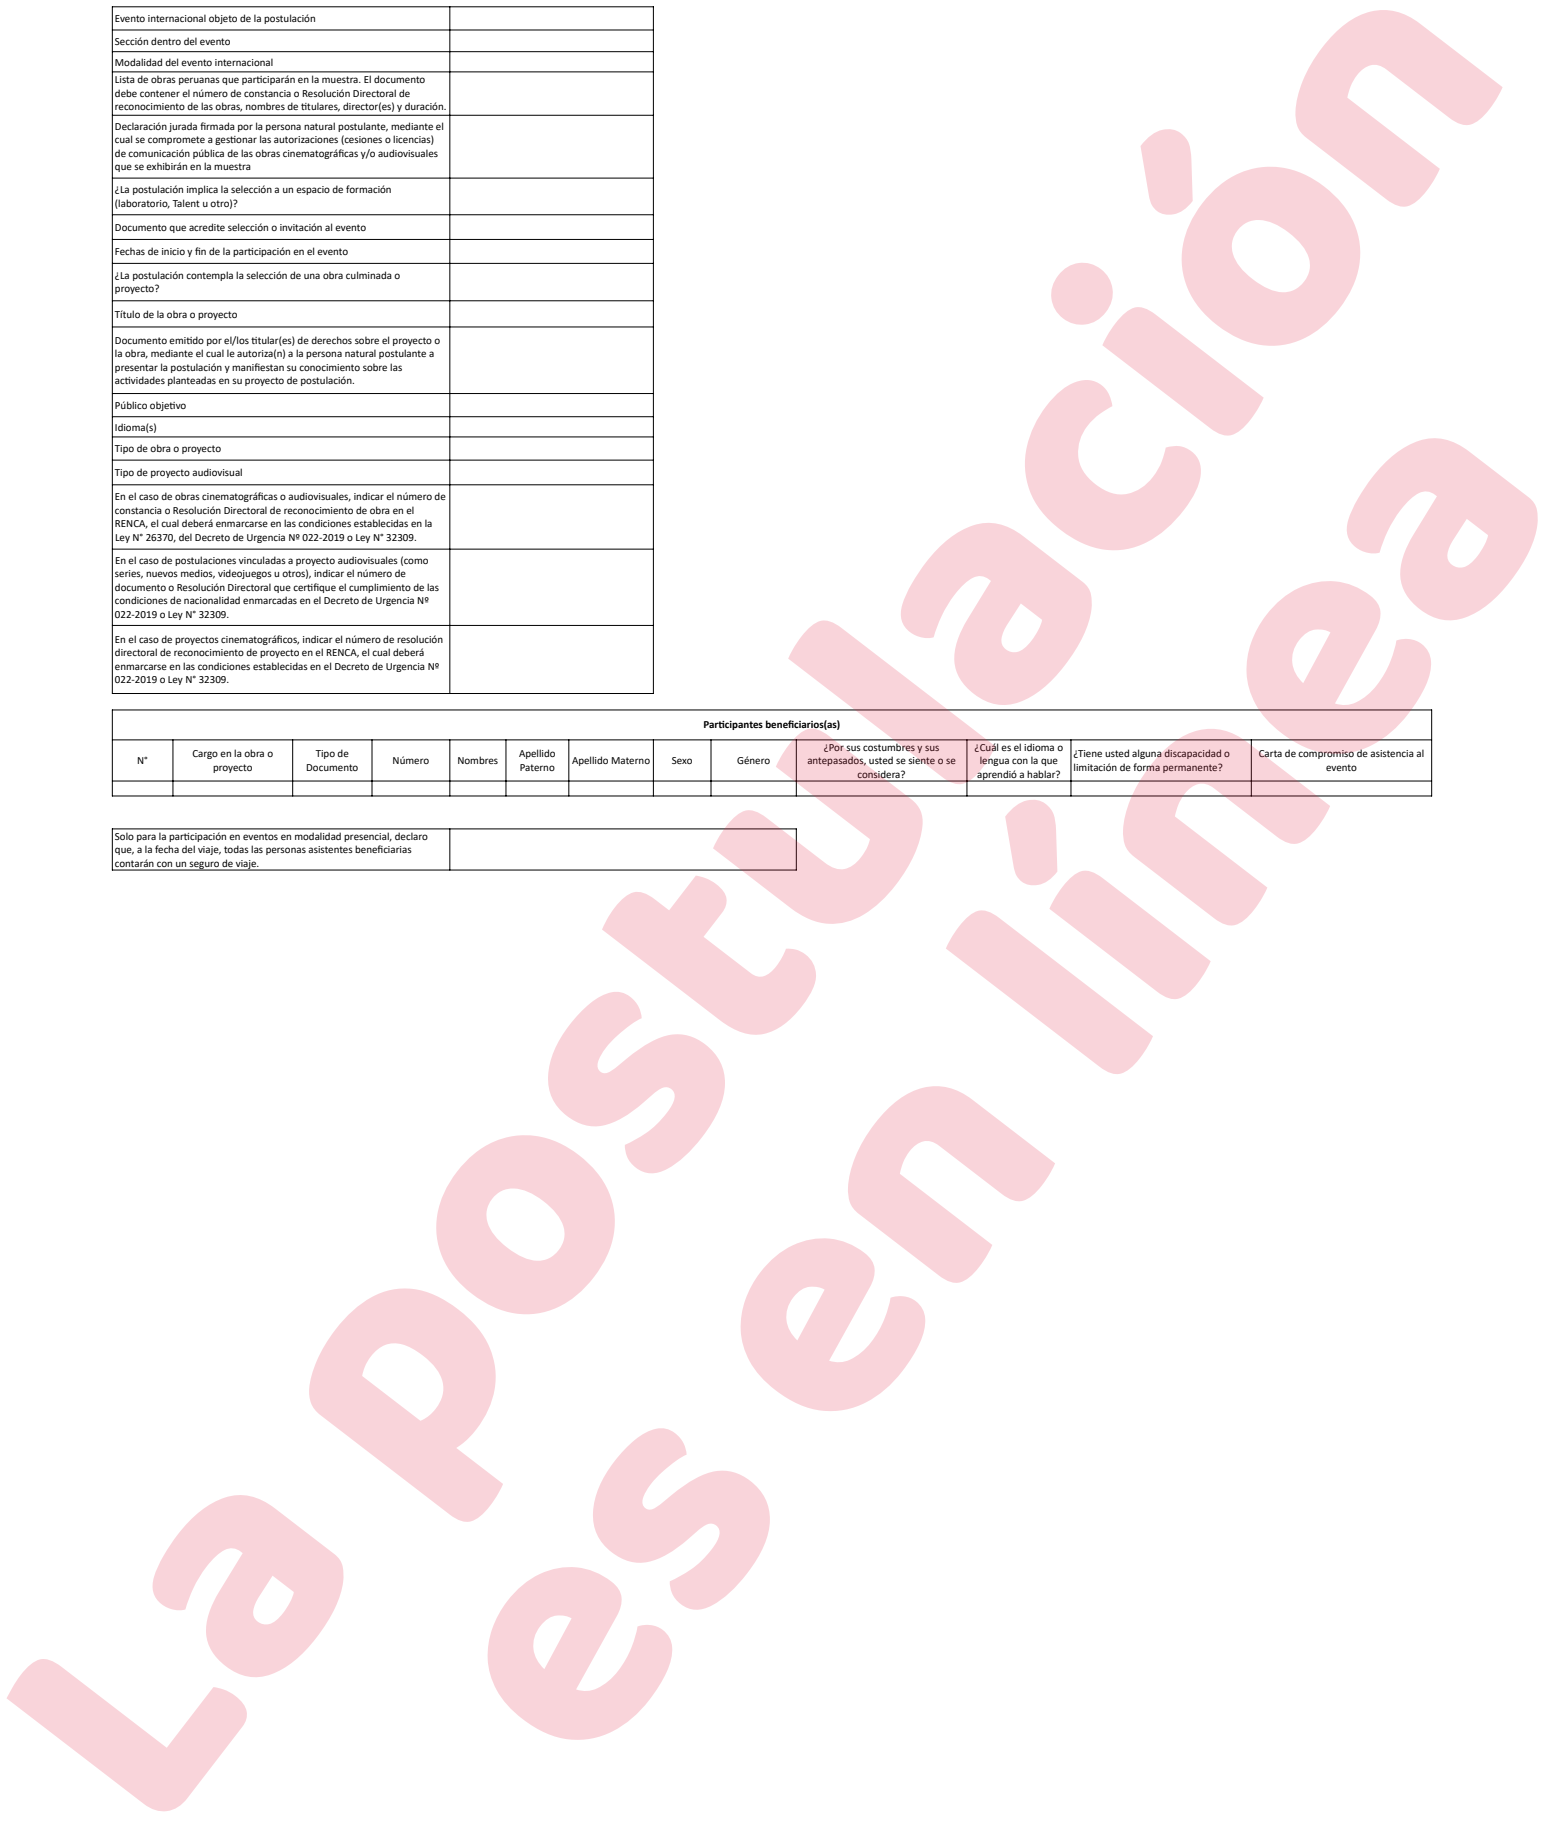 Evento internacional objeto de la postulación
Sección dentro del evento
Modalidad del evento internacional
Lista de obras peruanas que participarán en la muestra. El documento
debe contener el número de constancia o Resolución Directoral de
reconocimiento de las obras, nombres de titulares, director(es) y duración.
Declaración jurada firmada por la persona natural postulante, mediante el
cual se compromete a gestionar las autorizaciones (cesiones o licencias)
de comunicación pública de las obras cinematográficas y/o audiovisuales
que se exhibirán en la muestra
¿La postulación implica la selección a un espacio de formación
(laboratorio, Talent u otro)?
Documento que acredite selección o invitación al evento
Fechas de inicio y fin de la participación en el evento
¿La postulación contempla la selección de una obra culminada o
proyecto?
Título de la obra o proyecto
Documento emitido por el/los titular(es) de derechos sobre el proyecto o
la obra, mediante el cual le autoriza(n) a la persona natural postulante a
presentar la postulación y manifiestan su conocimiento sobre las
actividades planteadas en su proyecto de postulación.
Público objetivo
Idioma(s)
Tipo de obra o proyecto
Tipo de proyecto audiovisual
En el caso de obras cinematográficas o audiovisuales, indicar el número de
constancia o Resolución Directoral de reconocimiento de obra en el
RENCA, el cual deberá enmarcarse en las condiciones establecidas en la
Ley N° 26370, del Decreto de Urgencia Nº 022-2019 o Ley N° 32309.
En el caso de postulaciones vinculadas a proyecto audiovisuales (como
series, nuevos medios, videojuegos u otros), indicar el número de
documento o Resolución Directoral que certifique el cumplimiento de las
condiciones de nacionalidad enmarcadas en el Decreto de Urgencia Nº
022-2019 o Ley N° 32309.
En el caso de proyectos cinematográficos, indicar el número de resolución
directoral de reconocimiento de proyecto en el RENCA, el cual deberá
enmarcarse en las condiciones establecidas en el Decreto de Urgencia Nº
022-2019 o Ley N° 32309.
Participantes beneficiarios(as)
N°
Cargo en la obra o
proyecto
Tipo de
Documento
Número
Nombres
Apellido
Paterno
Apellido Materno
Sexo
Género
¿Por sus costumbres y sus
antepasados, usted se siente o se
considera?
¿Cuál es el idioma o
lengua con la que
aprendió a hablar?
¿Tiene usted alguna discapacidad o
limitación de forma permanente?
Carta de compromiso de asistencia al
evento
Solo para la participación en eventos en modalidad presencial, declaro
que, a la fecha del viaje, todas las personas asistentes beneficiarias
contarán con un seguro de viaje.
La postulación
es en línea